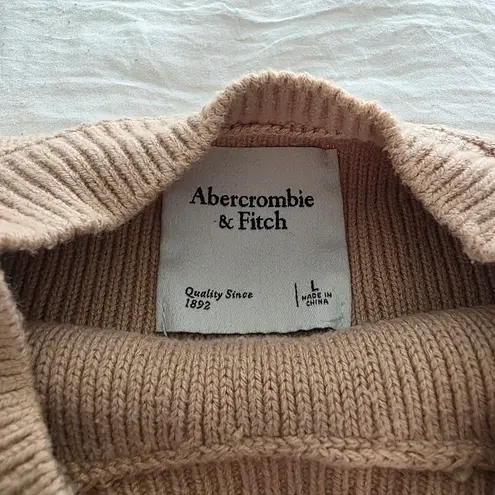 Abercrombie
& Fitch
Quality Since
1892
L
MADE IN
CHINA